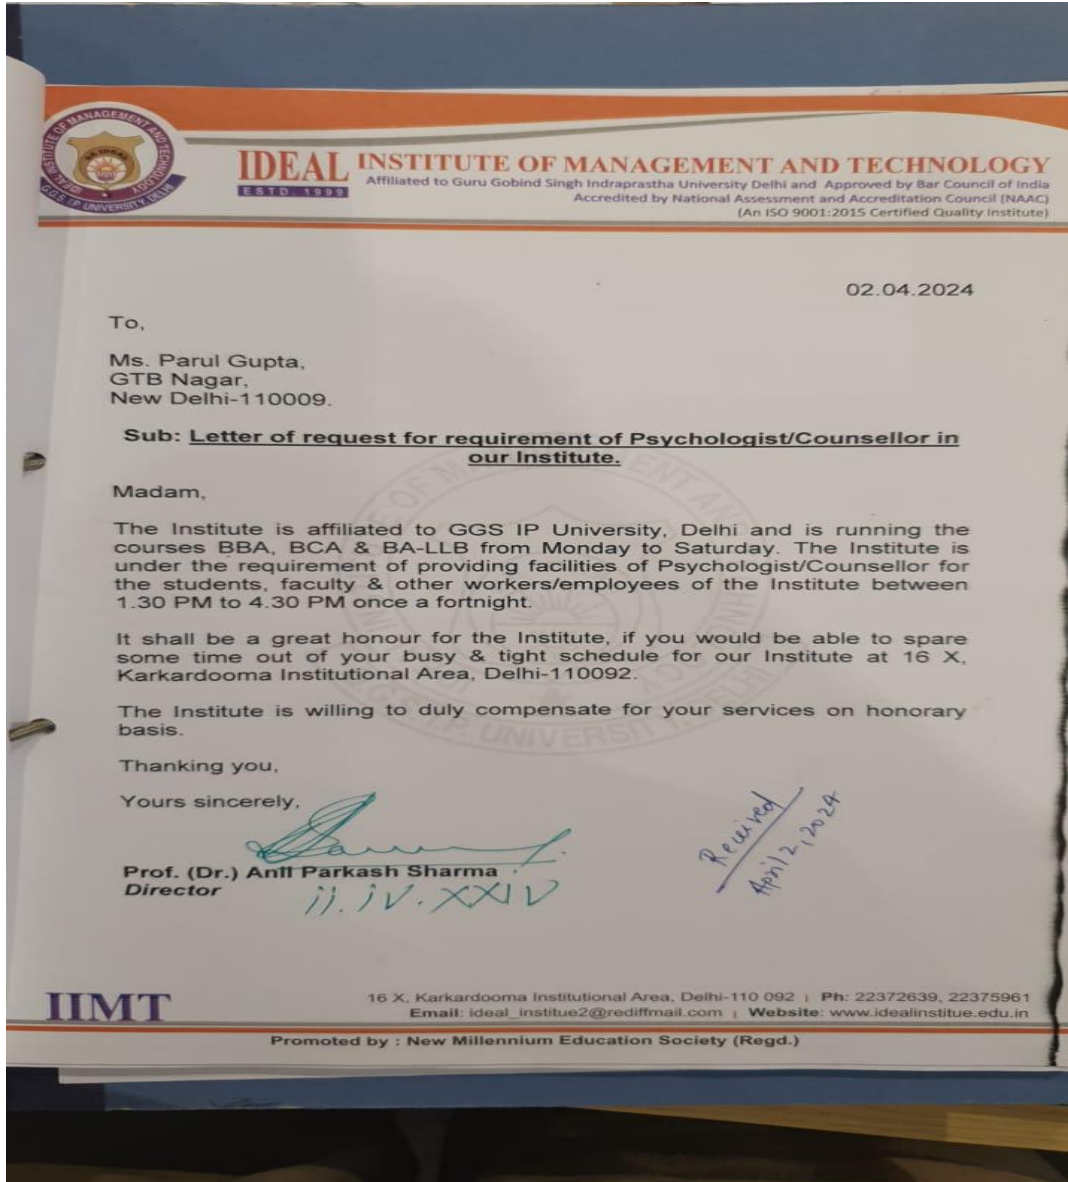 IDEAL INSTITUTE OF MANAGEMENT AND TECHNOLOGY
ESTD. 1999
Affiliated to Guru Gobind Singh Indraprastha University Delhi and Approved by Bar Council of India
Accredited by National Assessment and Accreditation Council (NAAC)
(An ISO 9001:2015 Certified Quality Institute)
IDEAL INSTITUTE OF MANAGEMENT AND TECHNOLOGY
GGS I.P. UNIVERSITY DELHI
02.04.2024
To,
Ms. Parul Gupta,
GTB Nagar,
New Delhi-110009.
Sub: Letter of request for requirement of Psychologist/Counsellor in
our Institute.
Madam,
The Institute is affiliated to GGS IP University, Delhi and is running the
courses BBA, BCA & BA-LLB from Monday to Saturday. The Institute is
under the requirement of providing facilities of Psychologist/Counsellor for
the students, faculty & other workers/employees of the Institute between
1.30 PM to 4.30 PM once a fortnight.
It shall be a great honour for the Institute, if you would be able to spare
some time out of your busy & tight schedule for our Institute at 16 X,
Karkardooma Institutional Area, Delhi-110092.
The Institute is willing to duly compensate for your services on honorary
basis.
Thanking you,
Yours sincerely,
Prof. (Dr.) Anil Parkash Sharma
Director
ii.iv.xxiv
Received
April 2, 2024
IIMT
16 X, Karkardooma Institutional Area, Delhi-110 092 | Ph: 22372639, 22375961
Email: ideal_institue2@rediffmail.com | Website: www.idealinstitue.edu.in
Promoted by : New Millennium Education Society (Regd.)